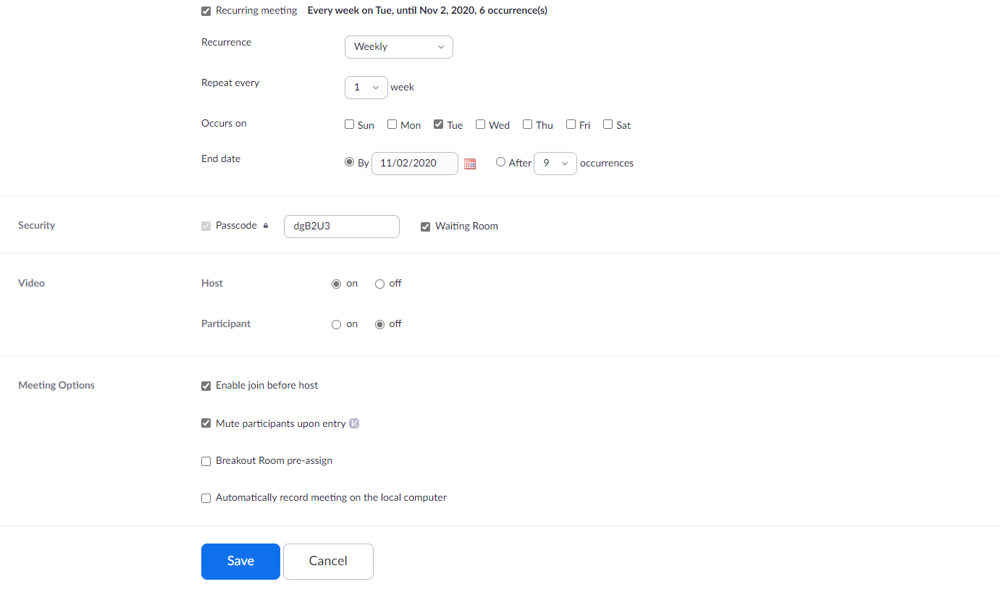 Recurring meeting Every week on Tue, until Nov 2, 2020, 6 occurrence(s)
Recurrence Weekly
Repeat every 1 week
Occurs on Sun Mon Tue Wed Thu Fri Sat
End date By 11/02/2020 After 9 occurrences
Security Passcode dgB2U3 Waiting Room
Video Host on off
Participant on off
Meeting Options Enable join before host
Mute participants upon entry
Breakout Room pre-assign
Automatically record meeting on the local computer
Save Cancel